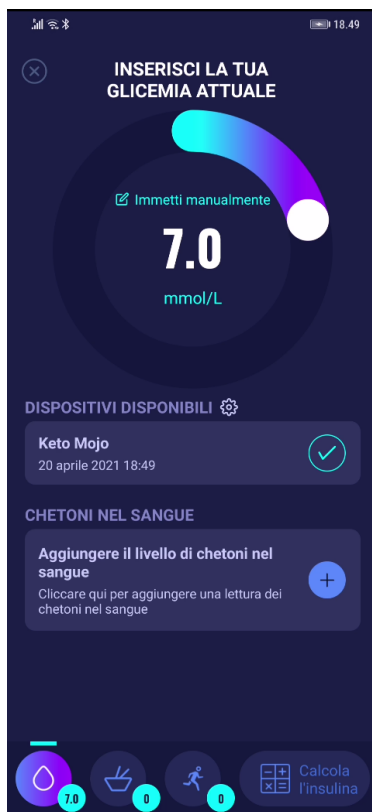 18.49
INSERISCI LA TUA
GLICEMIA ATTUALE
Immetti manualmente
7.0
mmol/L
DISPOSITIVI DISPONIBILI
Keto Mojo
20 aprile 2021 18:49
CHETONI NEL SANGUE
Aggiungere il livello di chetoni nel
sangue
Cliccare qui per aggiungere una lettura dei
chetoni nel sangue
7.0
0
0
Calcola
l'insulina